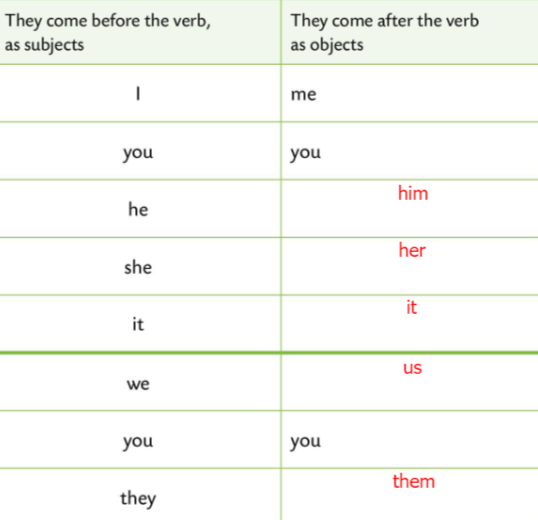 They come before the verb,
as subjects
They come after the verb
as objects
I
me
you
you
he
him
she
her
it
it
we
us
you
you
they
them